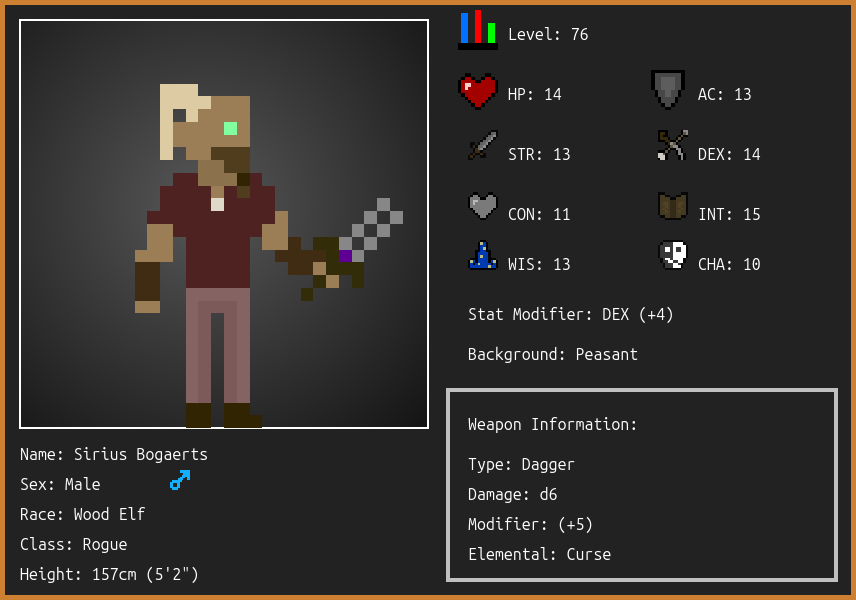 Level: 76
HP: 14
AC: 13
STR: 13
DEX: 14
CON: 11
INT: 15
WIS: 13
CHA: 10
Stat Modifier: DEX (+4)
Background: Peasant
Weapon Information:
Type: Dagger
Damage: d6
Modifier: (+5)
Elemental: Curse
Name: Sirius Bogaerts
Sex: Male
Race: Wood Elf
Class: Rogue
Height: 157cm (5'2")